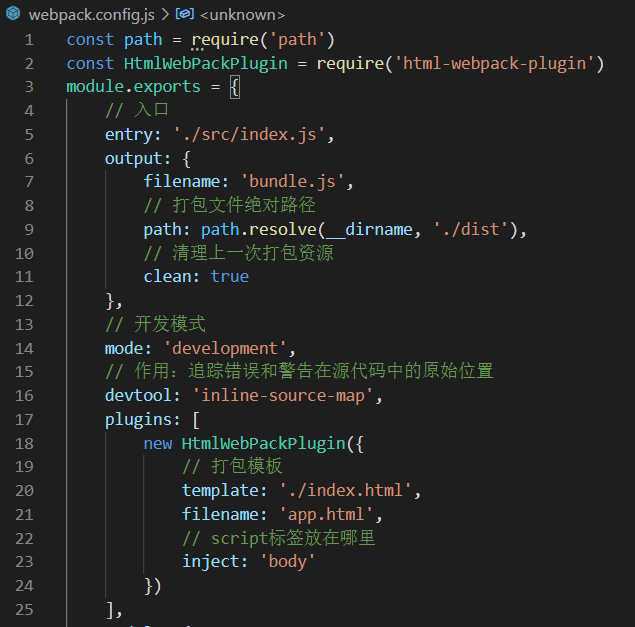 webpack.config.js > <unknown>
1 const path = require('path')
2 const HtmlWebPackPlugin = require('html-webpack-plugin')
3 module.exports = {
4 // 入口
5 entry: './src/index.js',
6 output: {
7 filename: 'bundle.js',
8 // 打包文件绝对路径
9 path: path.resolve(__dirname, './dist'),
10 // 清理上一次打包资源
11 clean: true
12 },
13 // 开发模式
14 mode: 'development',
15 // 作用：追踪错误和警告在源代码中的原始位置
16 devtool: 'inline-source-map',
17 plugins: [
18 new HtmlWebPackPlugin({
19 // 打包模板
20 template: './index.html',
21 filename: 'app.html',
22 // script标签放在哪里
23 inject: 'body'
24 })
25 ],